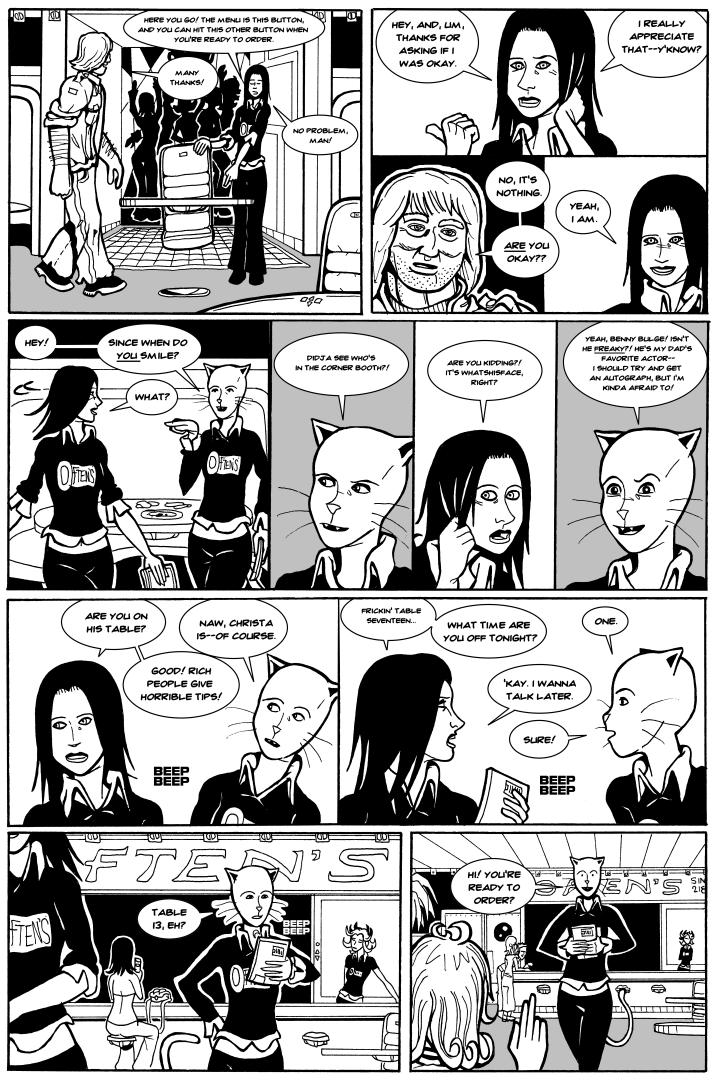 HERE YOU GO! THE MENU IS THIS BUTTON,
AND YOU CAN HIT THIS OTHER BUTTON WHEN
YOU'RE READY TO ORDER.
MANY
THANKS!
NO PROBLEM,
MAN!
HEY, AND, UM,
THANKS FOR
ASKING IF I
WAS OKAY.
I REALLY
APPRECIATE
THAT--Y'KNOW?
NO, IT'S
NOTHING.
ARE YOU
OKAY??
YEAH,
I AM.
HEY!
SINCE WHEN DO
YOU SMILE?
WHAT?
OFTEN'S
OFTEN'S
DIDJA SEE WHO'S
IN THE CORNER BOOTH?!
ARE YOU KIDDING?!
IT'S WHATSHISFACE,
RIGHT?
YEAH, BENNY BULGE! ISN'T
HE FREAKY?! HE'S MY DAD'S
FAVORITE ACTOR--
I SHOULD TRY AND GET
AN AUTOGRAPH, BUT I'M
KINDA AFRAID TO!
ARE YOU ON
HIS TABLE?
NAW, CHRISTA
IS--OF COURSE.
GOOD! RICH
PEOPLE GIVE
HORRIBLE TIPS!
BEEP
BEEP
FRICKIN' TABLE
SEVENTEEN...
WHAT TIME ARE
YOU OFF TONIGHT?
ONE.
'KAY. I WANNA
TALK LATER.
SURE!
BEEP
BEEP
FTEN'S
FTEN'S
TABLE
13, EH?
BEEP
BEEP
HI! YOU'RE
READY TO
ORDER?
OFTEN'S
SIN
218